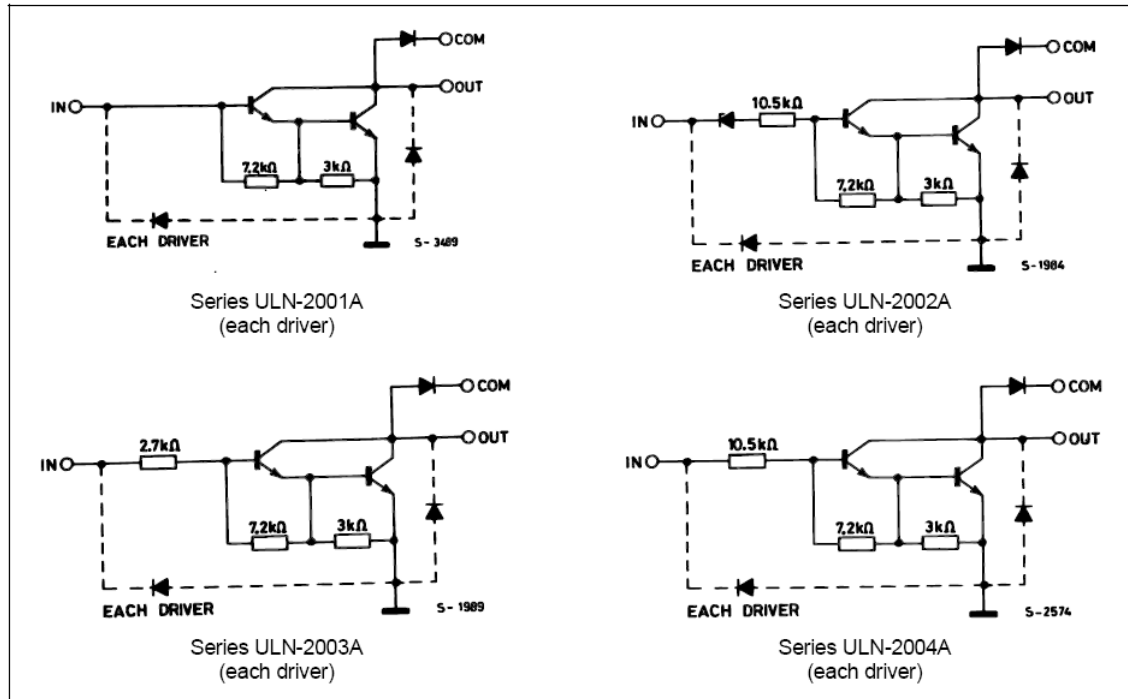 COM
OUT
IN
7.2kΩ
3kΩ
EACH DRIVER
S-3489
Series ULN-2001A
(each driver)
COM
OUT
10.5kΩ
IN
7.2kΩ
3kΩ
EACH DRIVER
S-1984
Series ULN-2002A
(each driver)
COM
OUT
2.7kΩ
IN
7.2kΩ
3kΩ
EACH DRIVER
S-1989
Series ULN-2003A
(each driver)
COM
OUT
10.5kΩ
IN
7.2kΩ
3kΩ
EACH DRIVER
S-2574
Series ULN-2004A
(each driver)